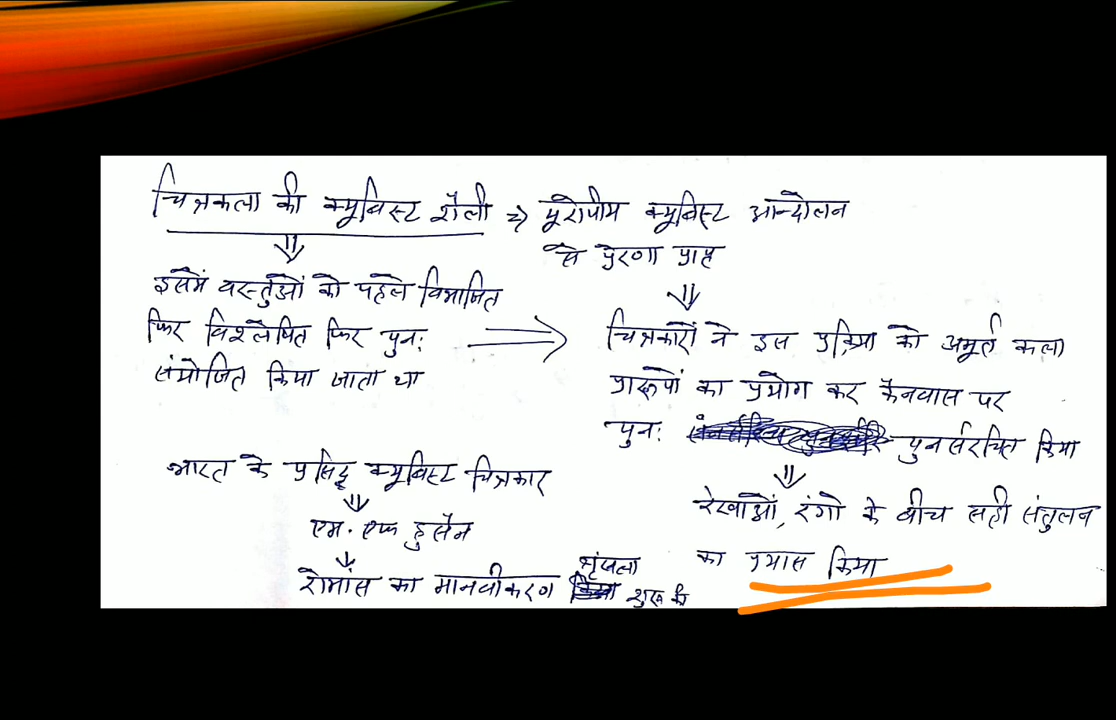 चित्रकला की क्यूबिस्ट शैली ⇒ यूरोपीय क्यूबिस्ट आन्दोलन
से प्रेरणा प्राप्त
इसमें वस्तुओं को पहले विभाजित
फिर विश्लेषित फिर पुन:
संयोजित किया जाता था
चित्रकारों ने इस प्रक्रिया को अमूर्त कला
प्रारूपों का प्रयोग कर कैनवास पर
पुन: पुनर्संरचित किया
रेखाओं, रंगो के बीच सही संतुलन
का प्रयास किया
भारत के प्रसिद्ध क्यूबिस्ट चित्रकार
एम. एफ हुसैन
रोमांस का मानवीकरण श्रृंखला शुरू की